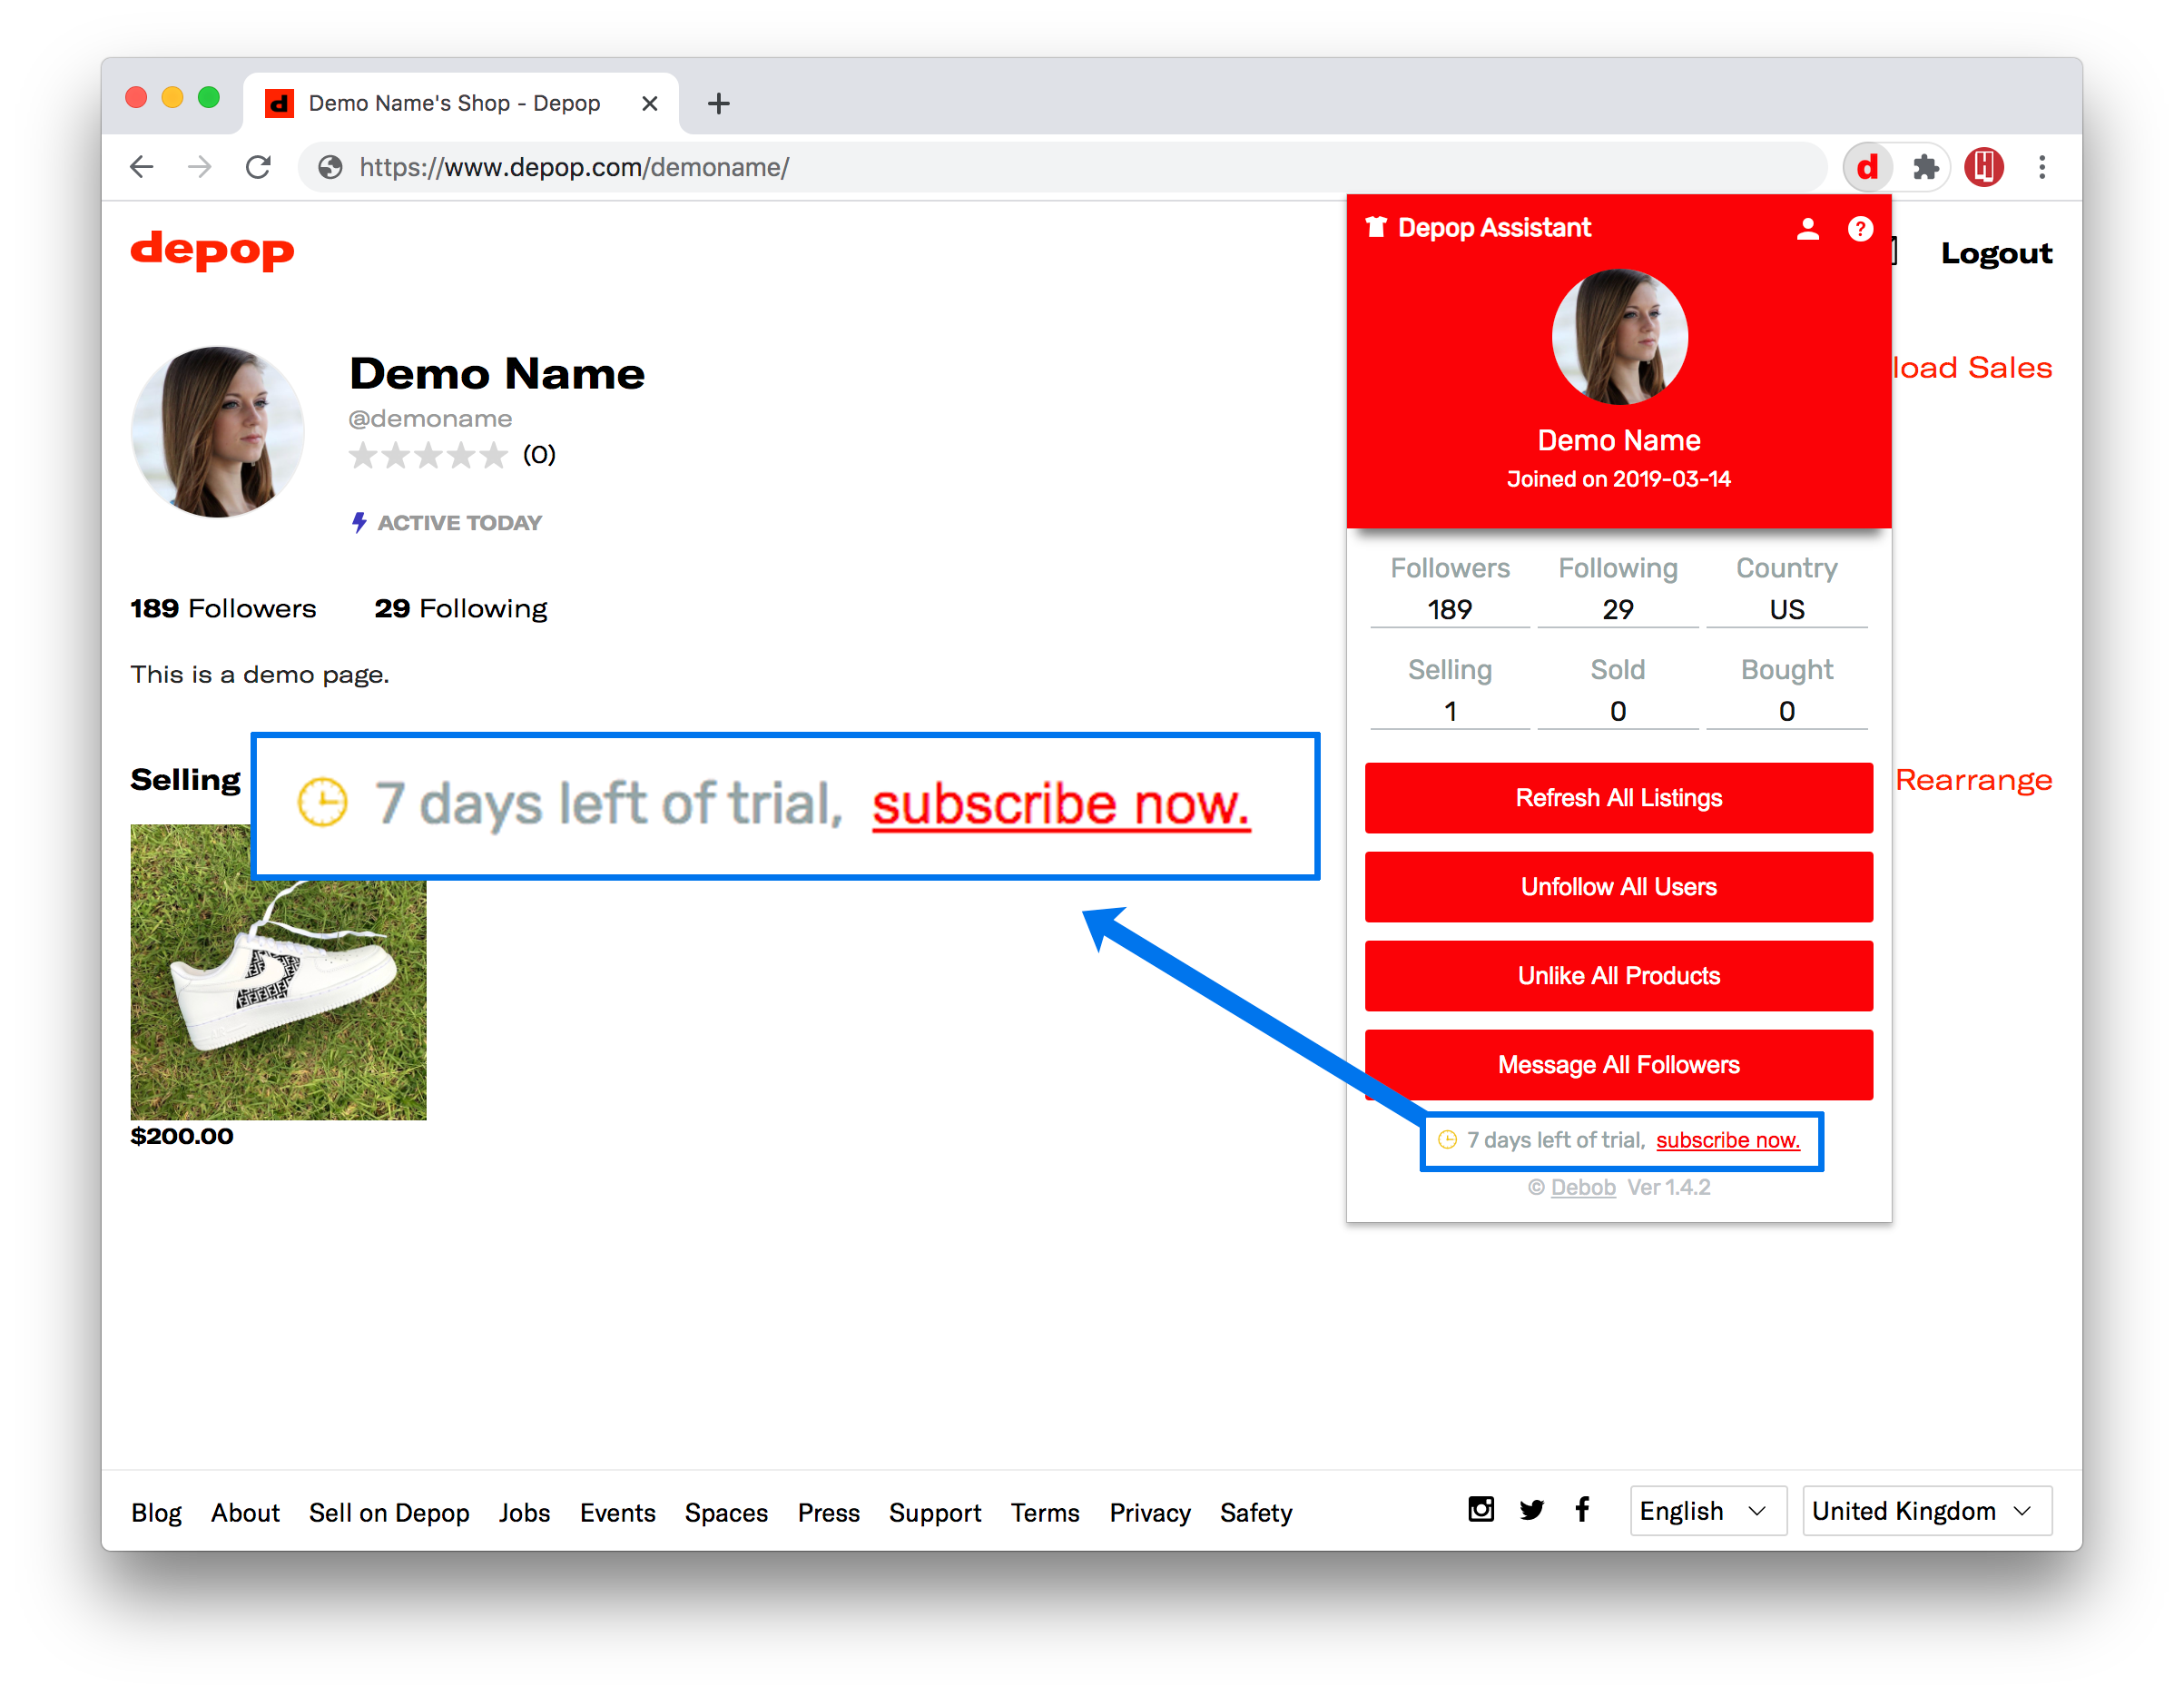 d Demo Name's Shop - Depop
https://www.depop.com/demoname/
d
depop
Logout
Demo Name
@demoname
(0)
ACTIVE TODAY
189 Followers 29 Following
This is a demo page.
load Sales
Selling
Rearrange
7 days left of trial, subscribe now.
$200.00
Depop Assistant
?
Demo Name
Joined on 2019-03-14
Followers Following Country
189 29 US
Selling Sold Bought
1 0 0
Refresh All Listings
Unfollow All Users
Unlike All Products
Message All Followers
7 days left of trial, subscribe now.
© Debob Ver 1.4.2
Blog About Sell on Depop Jobs Events Spaces Press Support Terms Privacy Safety
English United Kingdom